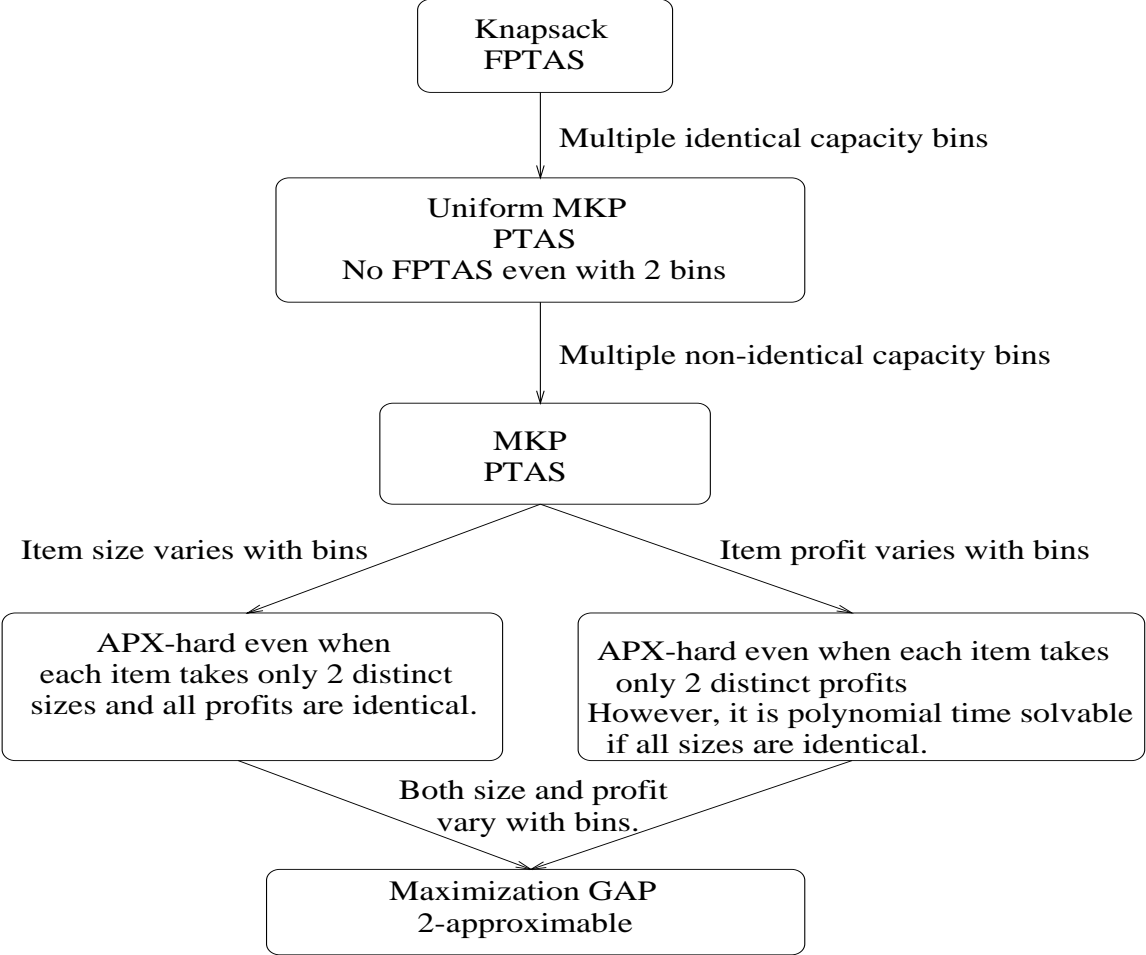 Knapsack
FPTAS
Multiple identical capacity bins
Uniform MKP
PTAS
No FPTAS even with 2 bins
Multiple non-identical capacity bins
MKP
PTAS
Item size varies with bins
Item profit varies with bins
APX-hard even when
each item takes only 2 distinct
sizes and all profits are identical.
APX-hard even when each item takes
only 2 distinct profits
However, it is polynomial time solvable
if all sizes are identical.
Both size and profit
vary with bins.
Maximization GAP
2-approximable